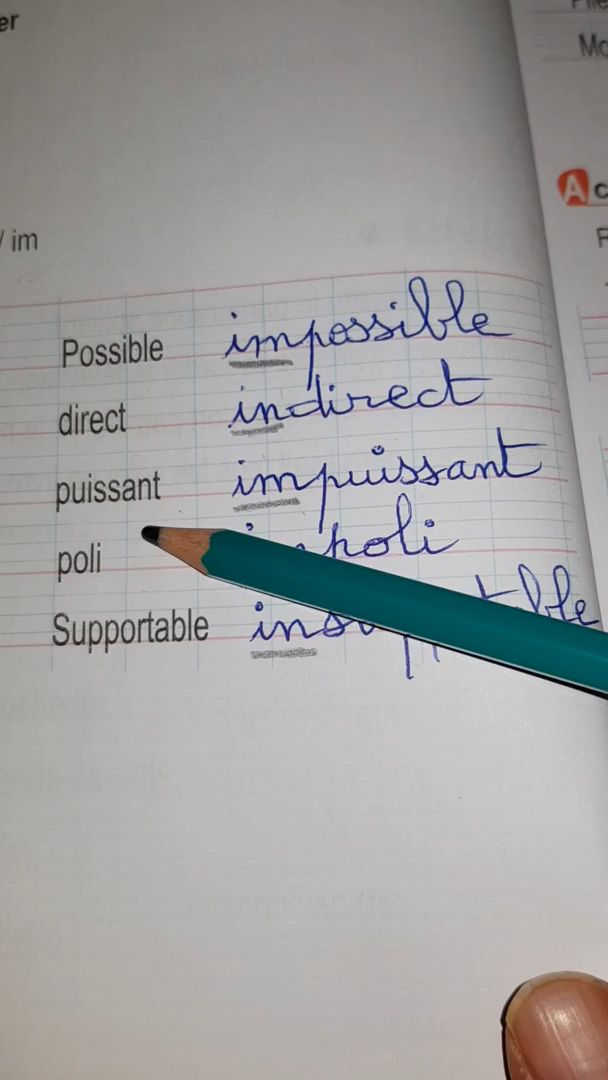 er
Mo
A
/ im
Possible impossible
direct indirect
puissant impuissant
poli
Supportable